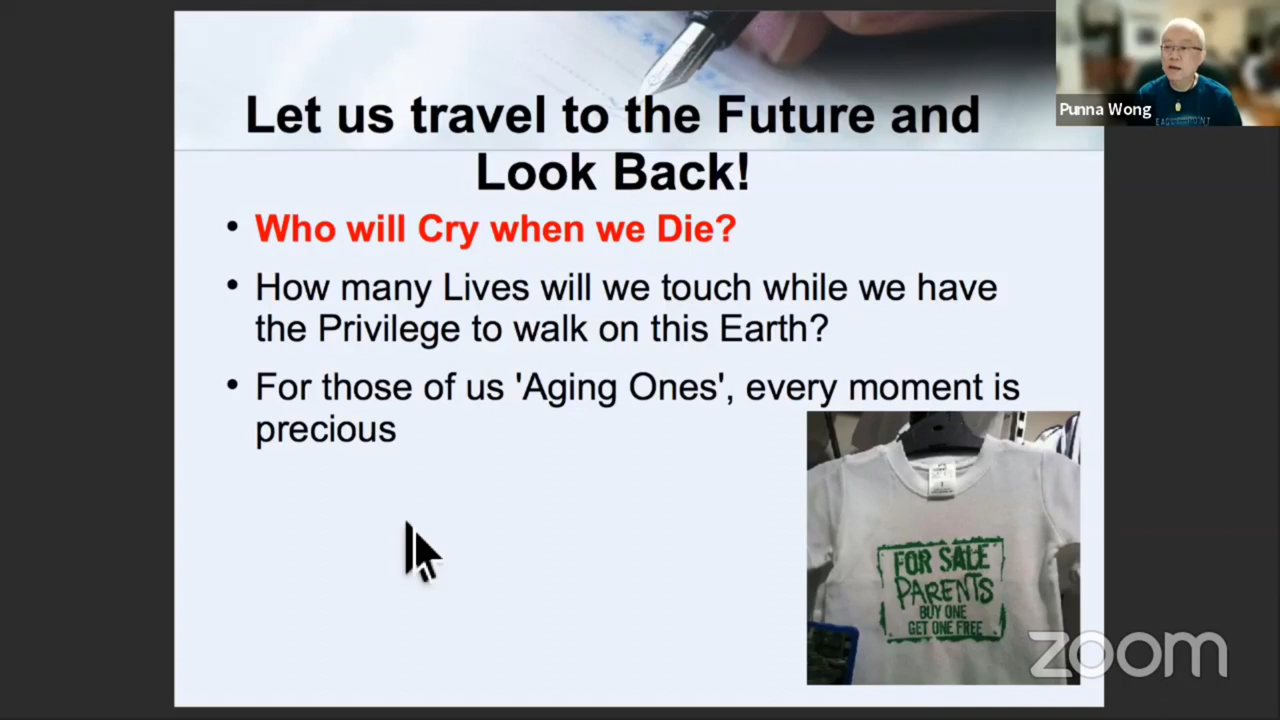 Let us travel to the Future and
Look Back!
• Who will Cry when we Die?
• How many Lives will we touch while we have
the Privilege to walk on this Earth?
• For those of us 'Aging Ones', every moment is
precious
FOR SALE
PARENTS
BUY ONE
GET ONE FREE
Punna Wong
zoom